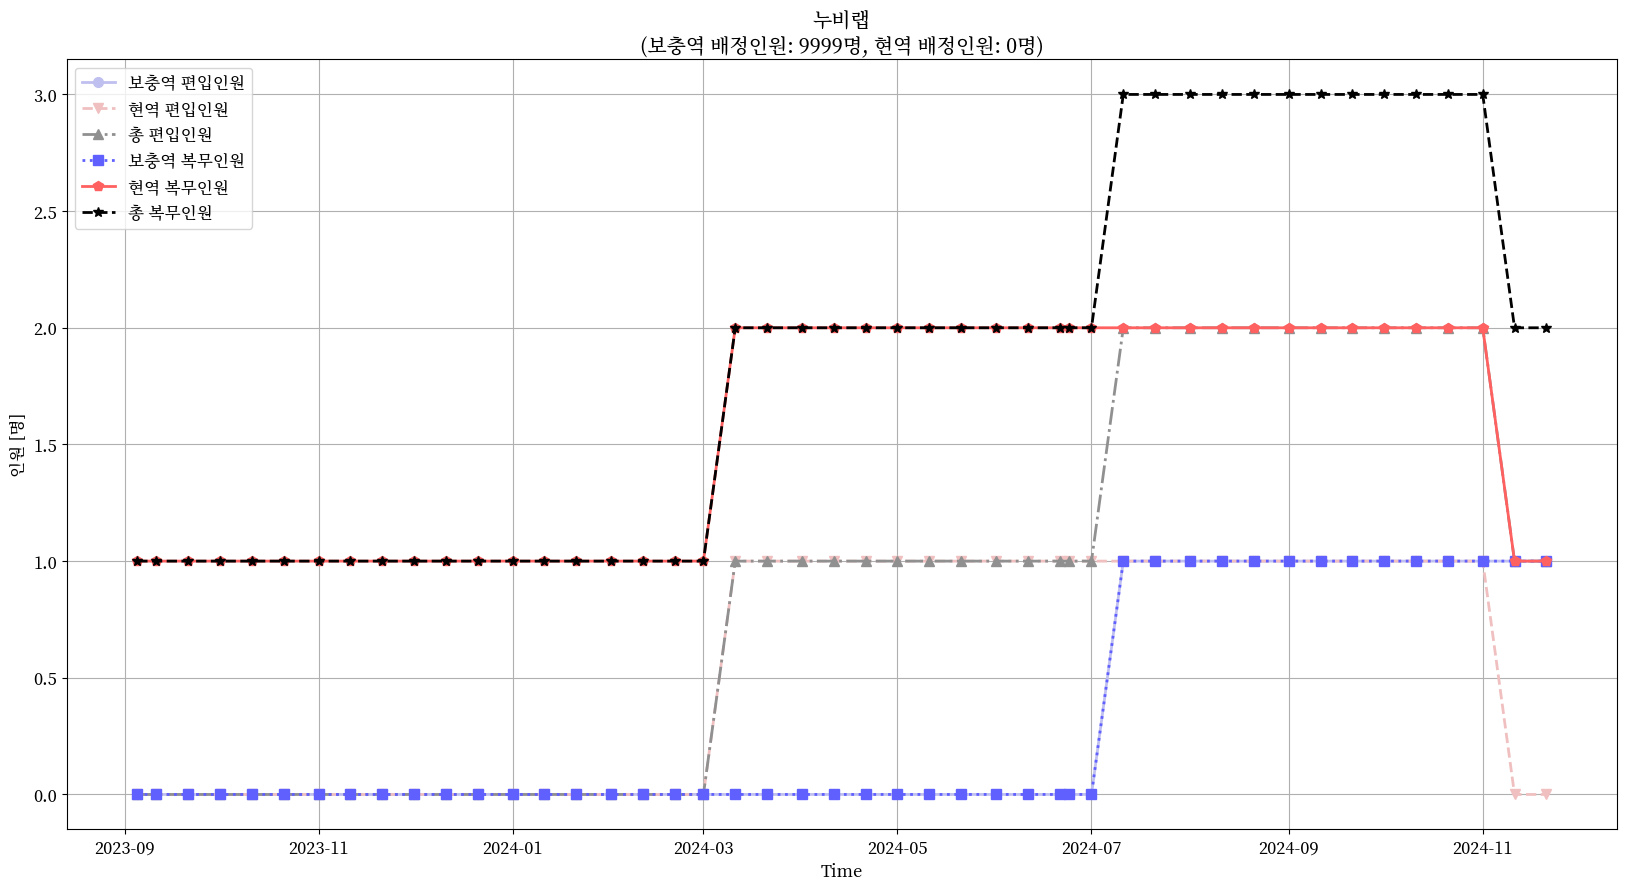 누비랩
(보충역 배정인원: 9999명, 현역 배정인원: 0명)
보충역 편입인원
현역 편입인원
총 편입인원
보충역 복무인원
현역 복무인원
총 복무인원
3.0
2.5
2.0
1.5
1.0
0.5
0.0
인원 [명]
2023-09
2023-11
2024-01
2024-03
2024-05
2024-07
2024-09
2024-11
Time